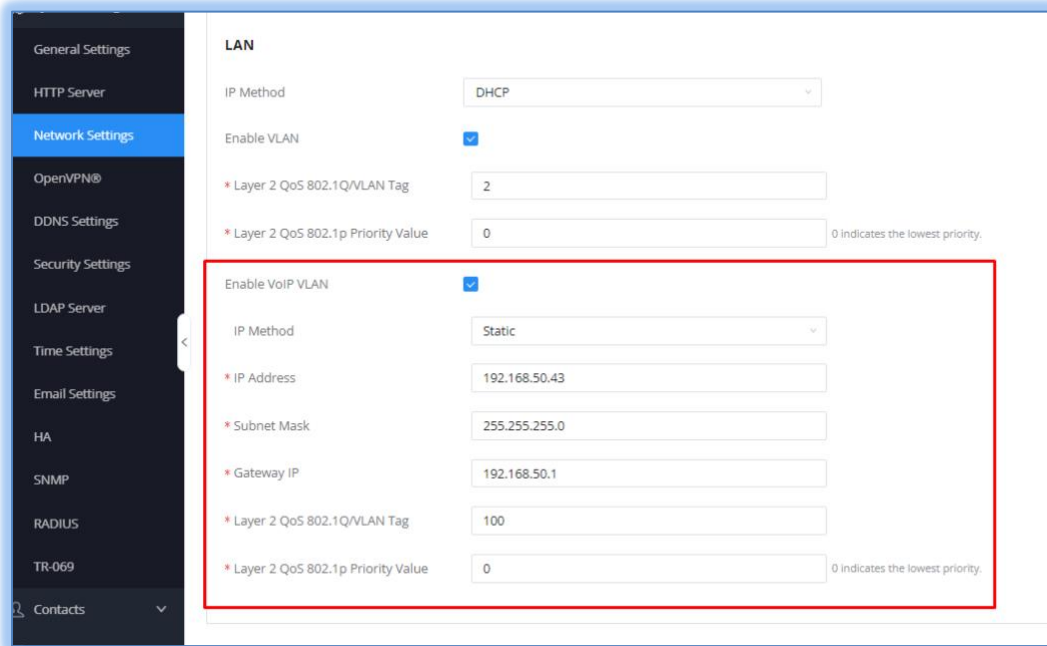 General Settings
HTTP Server
Network Settings
OpenVPN®
DDNS Settings
Security Settings
LDAP Server
Time Settings
Email Settings
HA
SNMP
RADIUS
TR-069
Contacts
LAN
IP Method DHCP
Enable VLAN
* Layer 2 QoS 802.1Q/VLAN Tag 2
* Layer 2 QoS 802.1p Priority Value 0 0 indicates the lowest priority.
Enable VoIP VLAN
IP Method Static
* IP Address 192.168.50.43
* Subnet Mask 255.255.255.0
* Gateway IP 192.168.50.1
* Layer 2 QoS 802.1Q/VLAN Tag 100
* Layer 2 QoS 802.1p Priority Value 0 0 indicates the lowest priority.